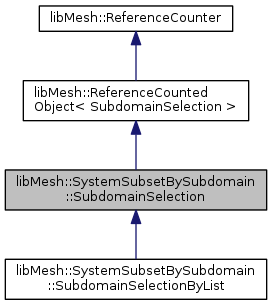 libMesh::ReferenceCounter
libMesh::ReferenceCounted
Object< SubdomainSelection >
libMesh::SystemSubsetBySubdomain
::SubdomainSelection
libMesh::SystemSubsetBySubdomain
::SubdomainSelectionByList